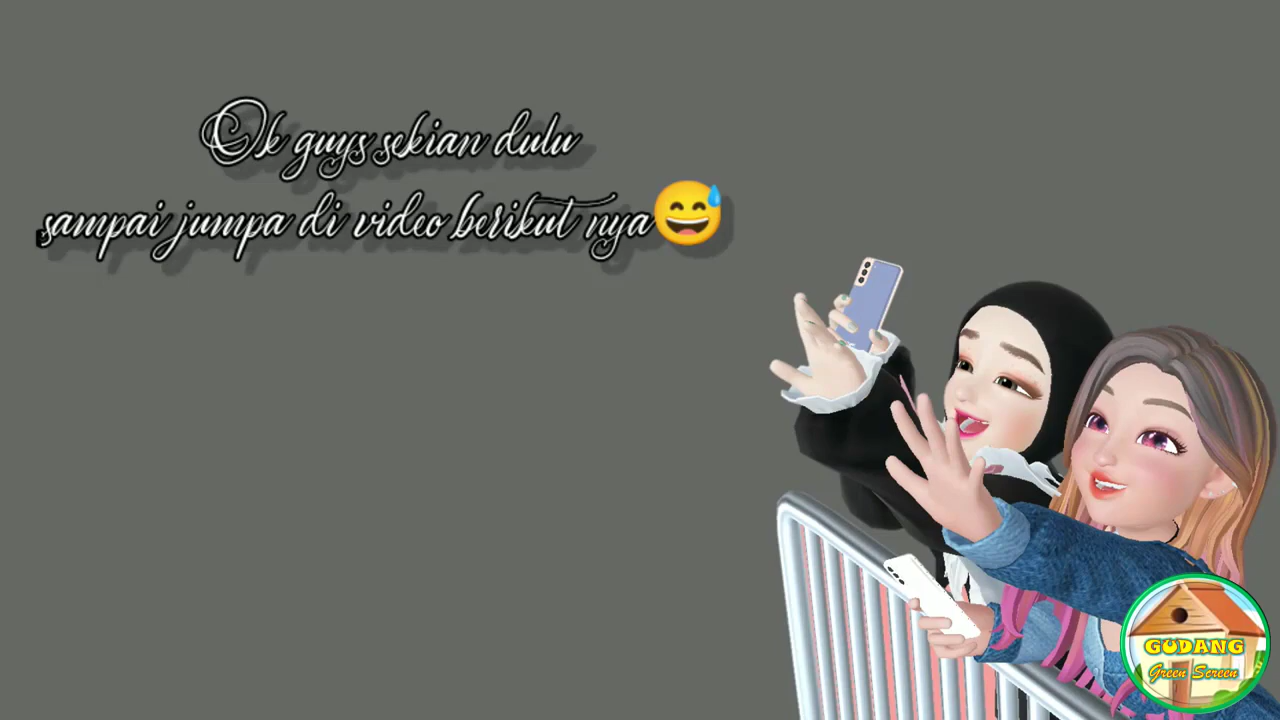 Ok guys sekian dulu
sampai jumpa di video berikut nya😅
GUDANG
Green Screen